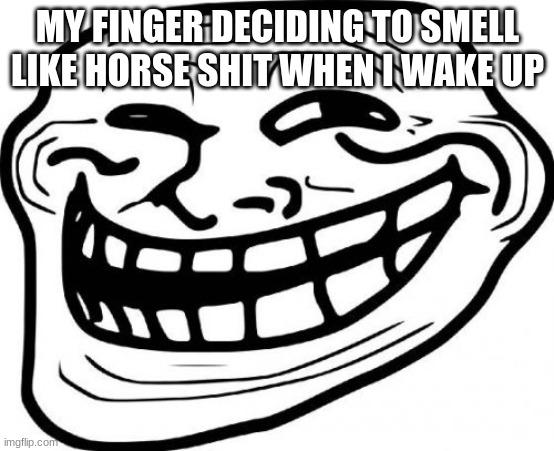 MY FINGER DECIDING TO SMELL
LIKE HORSE SHIT WHEN I WAKE UP
imgflip.com